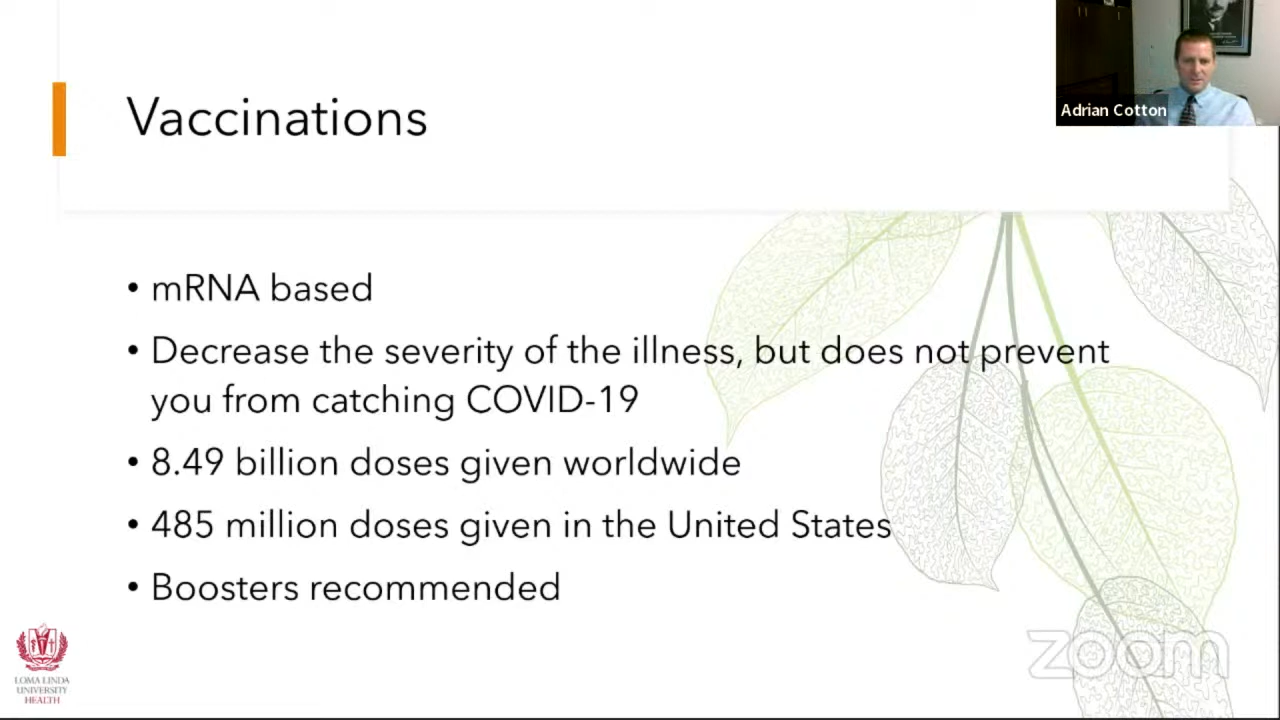 Adrian Cotton
Vaccinations
• mRNA based
• Decrease the severity of the illness, but does not prevent
you from catching COVID-19
• 8.49 billion doses given worldwide
• 485 million doses given in the United States
• Boosters recommended
LOMA LINDA
UNIVERSITY
HEALTH
zoom